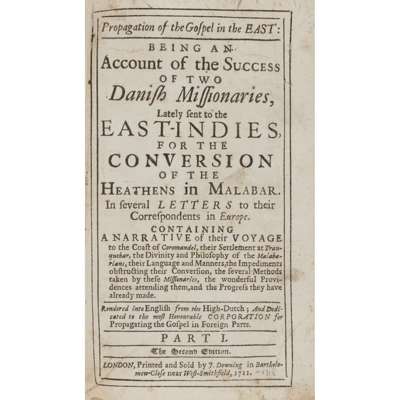 Propagation of the Gospel in the EAST:
BEING AN
Account of the SUCCESS
OF TWO
Danish Missionaries,
Lately sent to the
EAST-INDIES,
FOR THE
CONVERSION
OF THE
HEATHENS in MALABAR.
In several LETTERS to their
Correspondents in Europe.
CONTAINING
A NARRATIVE of their VOYAGE
to the Coast of Coromandel, their Settlement at Tran-
quebar, the Divinity and Philosophy of the Malaba-
rians, their Language and Manners, the Impediments
obstructing their Conversion, the several Methods
taken by these Missionaries, the wonderful Provi-
dences attending them, and the Progress they have
already made.
Rendered into English from the High-Dutch; And Dedi-
cated to the most Honourable CORPORATION for
Propagating the Gospel in Foreign Parts.
PART I.
The Second Edition.
LONDON, Printed and Sold by J. Downing in Bartholo-
mew-Close near West-Smithfield, 1711.